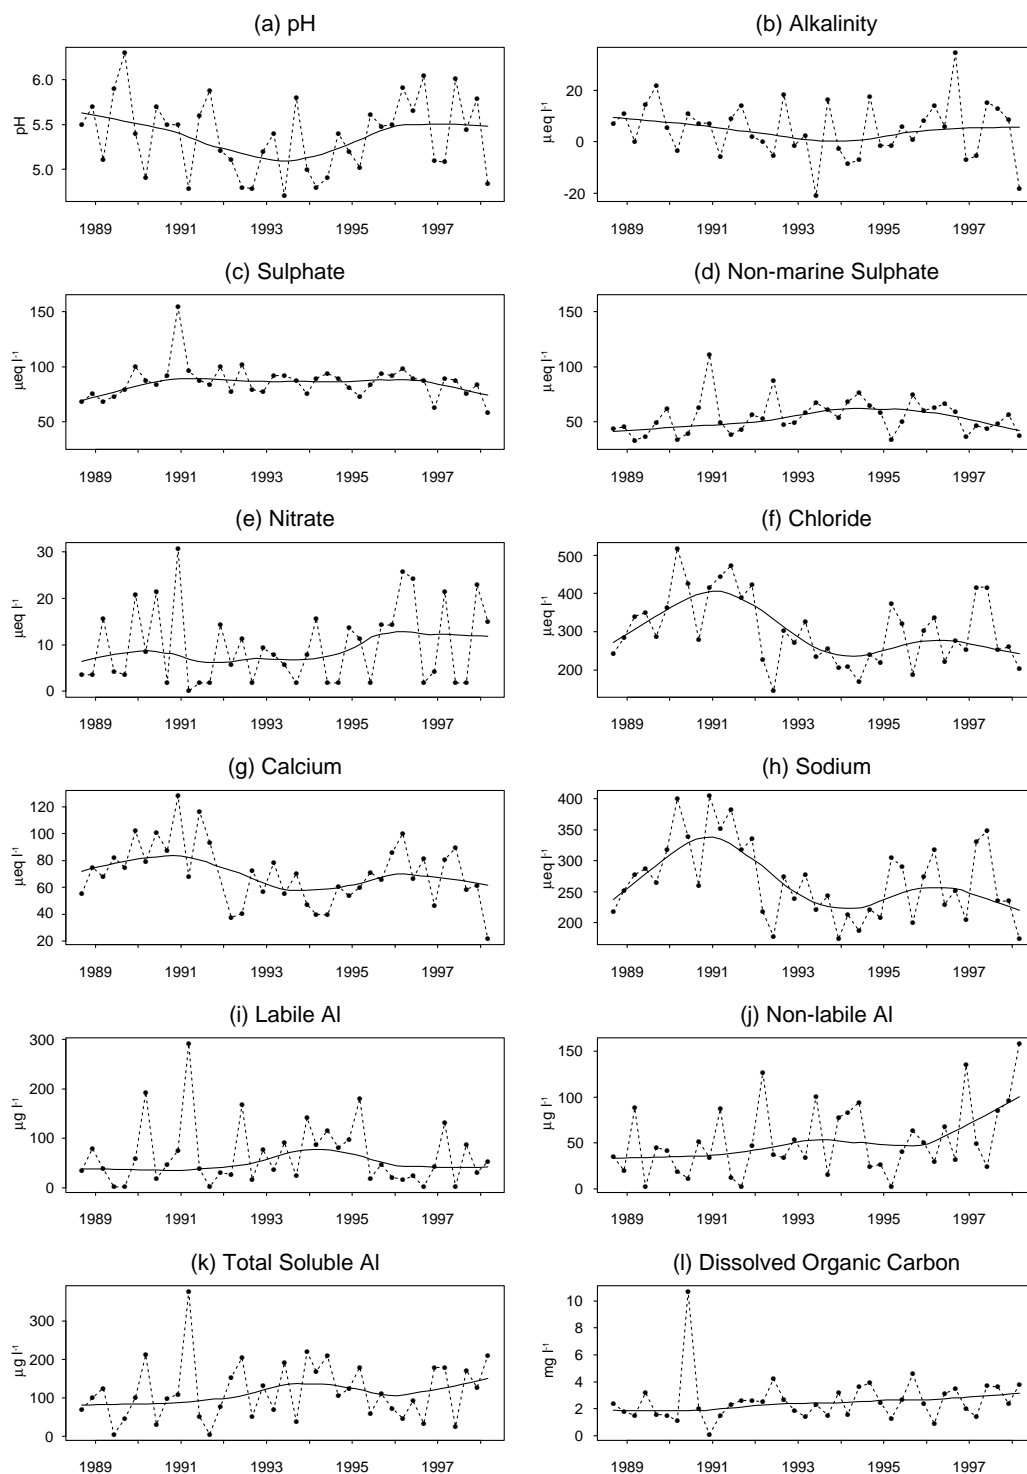 (a) pH
(b) Alkalinity
pH
6.0
5.5
5.0
1989 1991 1993 1995 1997
µeq l-1
20
0
-20
1989 1991 1993 1995 1997
(c) Sulphate
(d) Non-marine Sulphate
µeq l-1
150
100
50
1989 1991 1993 1995 1997
µeq l-1
150
100
50
1989 1991 1993 1995 1997
(e) Nitrate
(f) Chloride
µeq l-1
30
20
10
0
1989 1991 1993 1995 1997
µeq l-1
500
400
300
200
1989 1991 1993 1995 1997
(g) Calcium
(h) Sodium
µeq l-1
120
100
80
60
40
20
1989 1991 1993 1995 1997
µeq l-1
400
350
300
250
200
1989 1991 1993 1995 1997
(i) Labile Al
(j) Non-labile Al
µg l-1
300
200
100
0
1989 1991 1993 1995 1997
µg l-1
150
100
50
0
1989 1991 1993 1995 1997
(k) Total Soluble Al
(l) Dissolved Organic Carbon
µg l-1
300
200
100
0
1989 1991 1993 1995 1997
mg l-1
10
8
6
4
2
0
1989 1991 1993 1995 1997